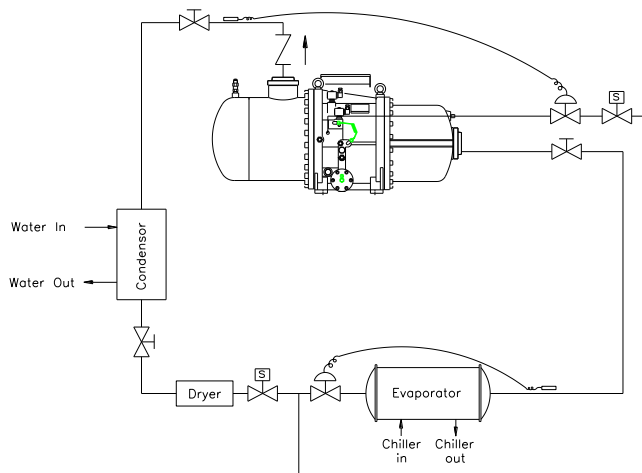 S
Water In
Condensor
Water Out
S
Dryer
Evaporator
Chiller
in
Chiller
out